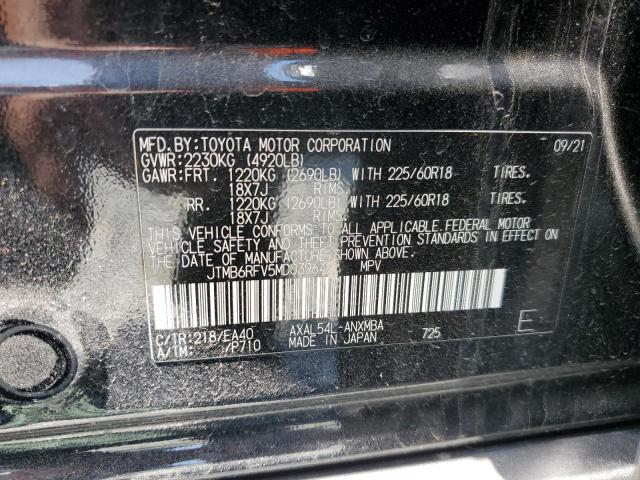 MFD.BY:TOYOTA MOTOR CORPORATION 09/21
GVWR:2230KG (4920LB)
GAWR:FRT. 1220KG (2690LB) WITH 225/60R18 TIRES.
18X7J RIMS.
RR. 1220KG (2690LB) WITH 225/60R18 TIRES.
18X7J RIMS
THIS VEHICLE CONFORMS TO ALL APPLICABLE FEDERAL MOTOR
VEHICLE SAFETY AND THEFT PREVENTION STANDARDS IN EFFECT ON
THE DATE OF MANUFACTURE SHOWN ABOVE.
MPV
C/TR:218/EA40 AXAL54L-ANXMBA 725 E
A/TM: /P710 MADE IN JAPAN